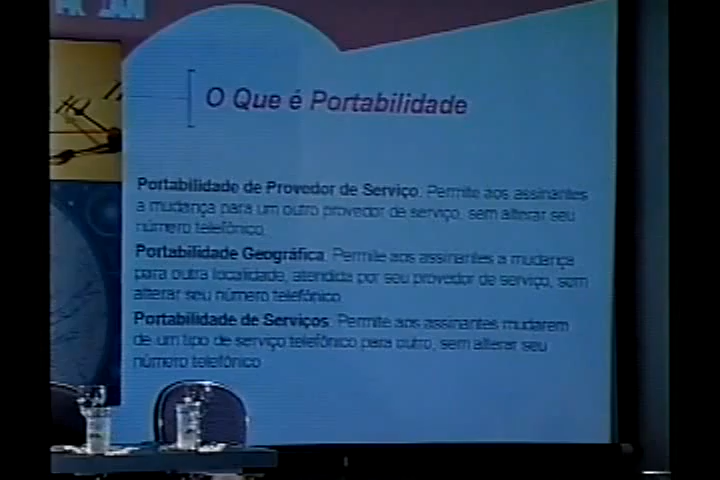 O Que é Portabilidade
Portabilidade de Provedor de Serviço. Permite aos assinantes
a mudança para um outro provedor de serviço, sem alterar seu
número telefônico.
Portabilidade Geográfica. Permite aos assinantes a mudança
para outra localidade, atendida por seu provedor de serviço, sem
alterar seu número telefônico
Portabilidade de Serviços. Permite aos assinantes mudarem
de um tipo de serviço telefônico para outro, sem alterar seu
número telefônico